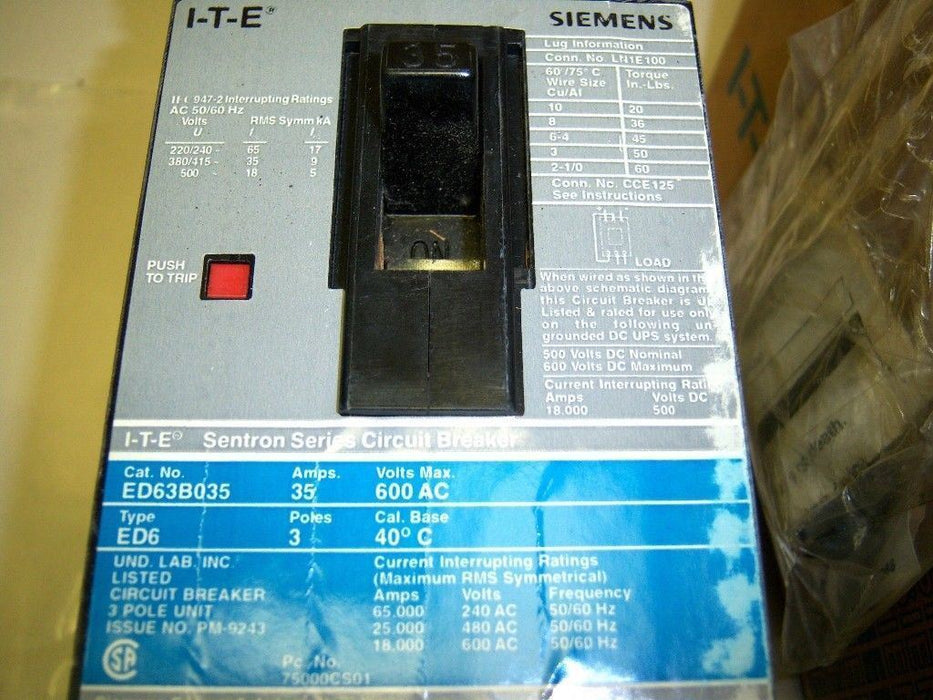 I-T-E®
SIEMENS
35
Lug Information
Conn. No. LN1E100
60 /75° C Torque
Wire Size In.-Lbs.
Cu/Al
10 20
8 36
6-4 45
3 50
2-1/0 60
Conn. No. CCE125
See Instructions
LOAD
When wired as shown in
above schematic diagram
this Circuit Breaker is
Listed & rated for use only
on the following un
grounded DC UPS system.
500 Volts DC Nominal
600 Volts DC Maximum
Current Interrupting
Amps Volts DC
18.000 500
947-2 Interrupting Ratings
AC 50/60 Hz
Volts RMS Symm kA
U I I
220/240 ~ 65 17
380/415 ~ 35 9
500 ~ 18 5
ON
PUSH
TO TRIP
I-T-E Sentron Series Circuit Breaker
Cat. No. Amps. Volts Max.
ED63B035 35 600 AC
Type Poles Cal. Base
ED6 3 40° C
UND. LAB. INC. Current Interrupting Ratings
LISTED (Maximum RMS Symmetrical)
CIRCUIT BREAKER Amps Volts Frequency
3 POLE UNIT 65.000 240 AC 50/60 Hz
ISSUE NO. PM-9243 25.000 480 AC 50/60 Hz
18.000 600 AC 50/60 Hz
Pc. No.
75000CS01